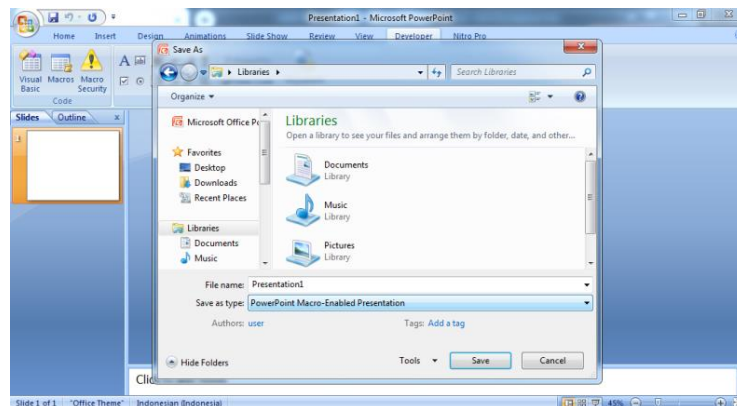 Presentation1 - Microsoft PowerPoint
Home Insert Design Animations Slide Show Review View Developer Nitro Pro
Visual Basic Macros Macro Security
Code
Save As
Libraries
Search Libraries
Organize
Slides Outline x
Microsoft Office
Favorites
Desktop
Downloads
Recent Places
Libraries
Documents
Music
Libraries
Open a library to see your files and arrange them by folder, date, and other...
Documents
Library
Music
Library
Pictures
Library
File name: Presentation1
Save as type: PowerPoint Macro-Enabled Presentation
Authors: user Tags: Add a tag
Hide Folders Tools Save Cancel
Slide 1 of 1 "Office Theme" Indonesian (Indonesia) 45%